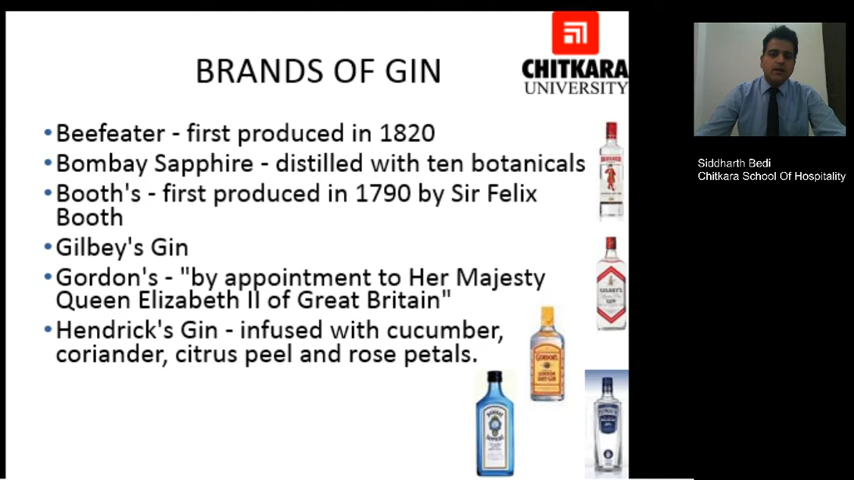 BRANDS OF GIN
CHITKARA
UNIVERSITY
•Beefeater - first produced in 1820
•Bombay Sapphire - distilled with ten botanicals
•Booth's - first produced in 1790 by Sir Felix
Booth
•Gilbey's Gin
•Gordon's - "by appointment to Her Majesty
Queen Elizabeth II of Great Britain"
•Hendrick's Gin - infused with cucumber,
coriander, citrus peel and rose petals.
Siddharth Bedi
Chitkara School Of Hospitality